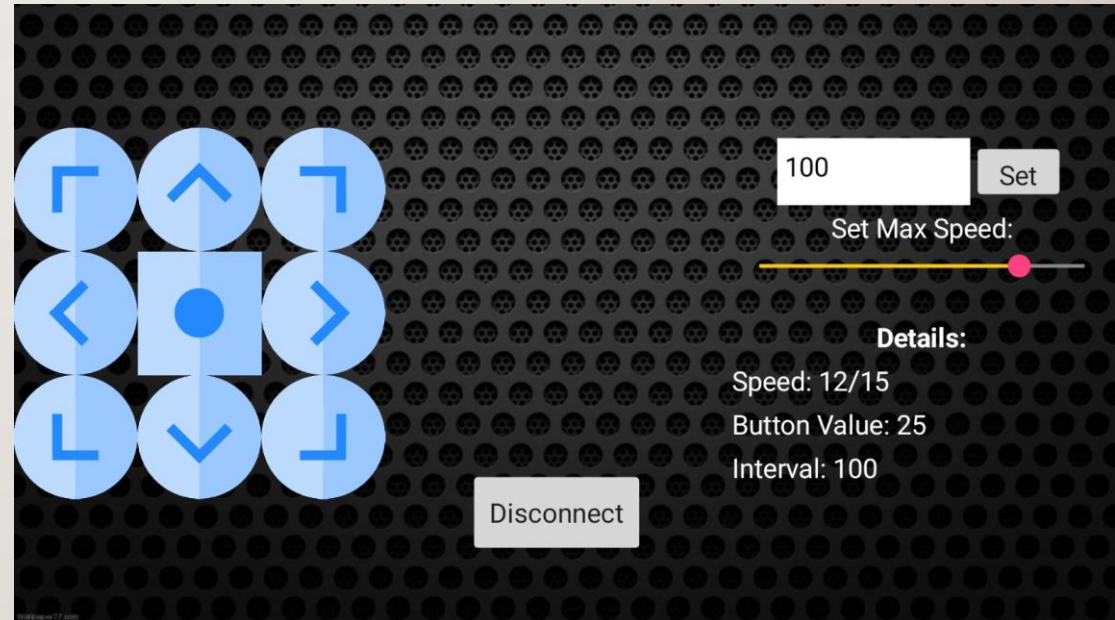 100
Set
Set Max Speed:
Details:
Speed: 12/15
Button Value: 25
Interval: 100
Disconnect